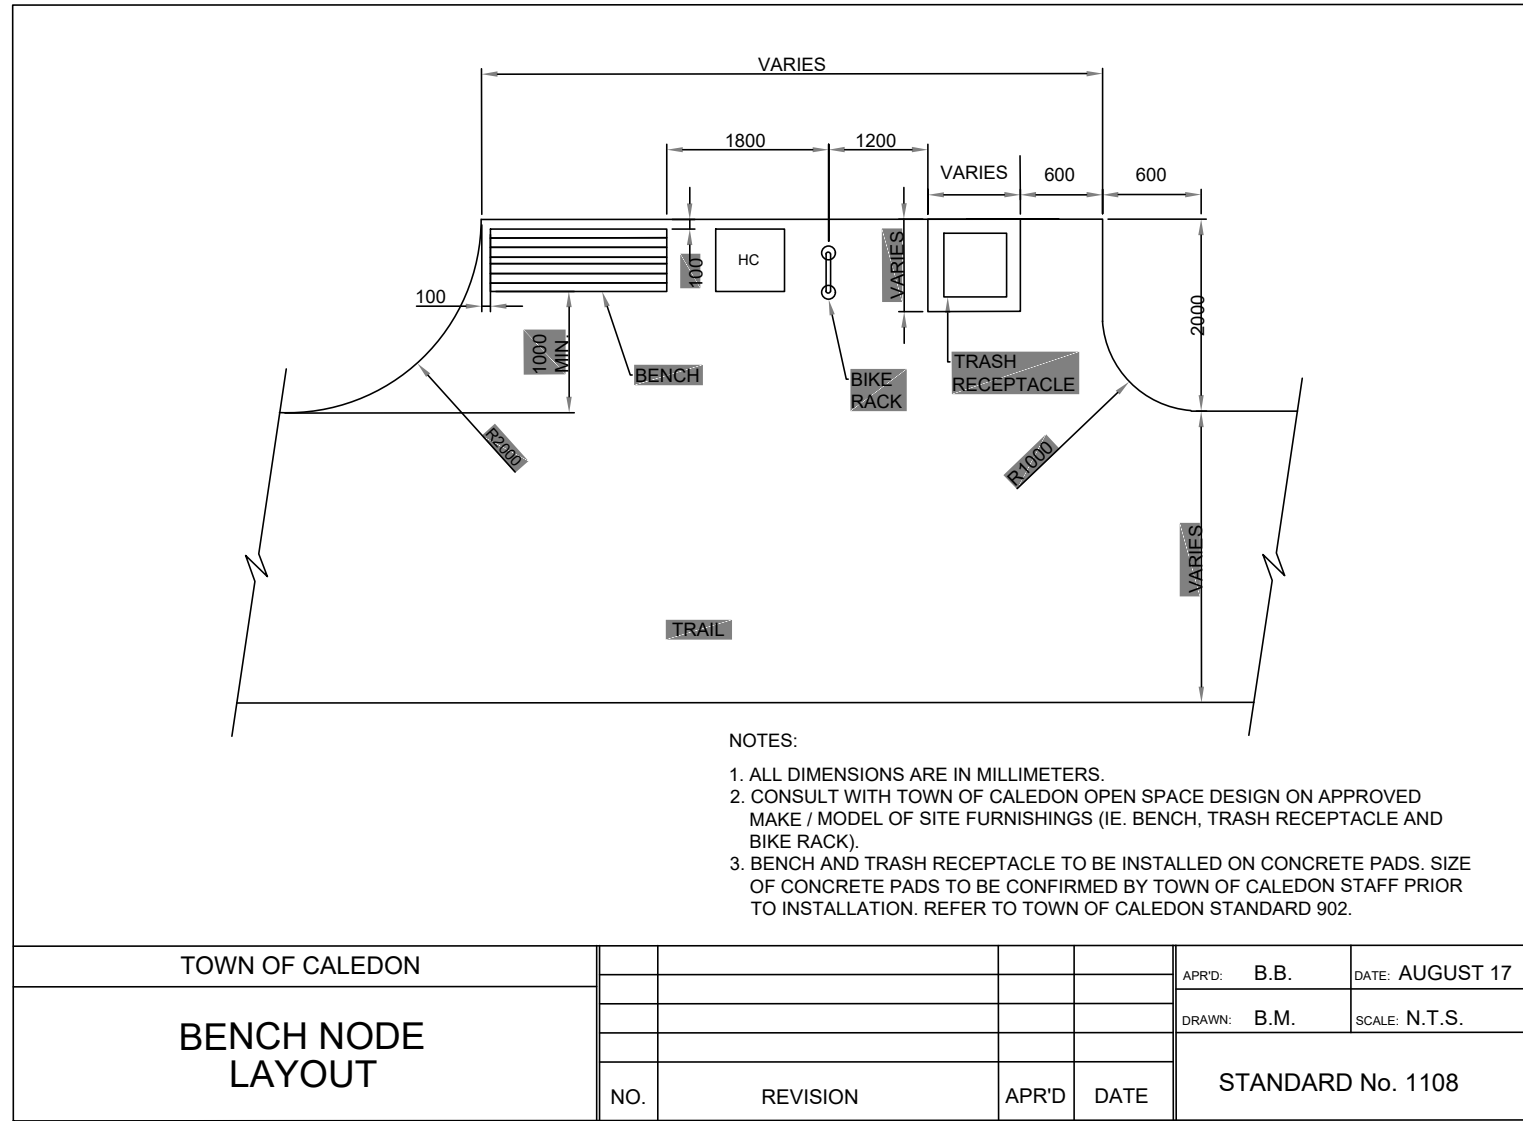 VARIES
1800
1200
VARIES
600
600
100
HC
VARIES
100
2000
1000
MIN.
BENCH
BIKE
RACK
TRASH
RECEPTACLE
R2000
R1000
VARIES
TRAIL
NOTES:
1. ALL DIMENSIONS ARE IN MILLIMETERS.
2. CONSULT WITH TOWN OF CALEDON OPEN SPACE DESIGN ON APPROVED
MAKE / MODEL OF SITE FURNISHINGS (IE. BENCH, TRASH RECEPTACLE AND
BIKE RACK).
3. BENCH AND TRASH RECEPTACLE TO BE INSTALLED ON CONCRETE PADS. SIZE
OF CONCRETE PADS TO BE CONFIRMED BY TOWN OF CALEDON STAFF PRIOR
TO INSTALLATION. REFER TO TOWN OF CALEDON STANDARD 902.
TOWN OF CALEDON
BENCH NODE
LAYOUT
NO. REVISION APR'D DATE
APR'D: B.B. DATE: AUGUST 17
DRAWN: B.M. SCALE: N.T.S.
STANDARD No. 1108